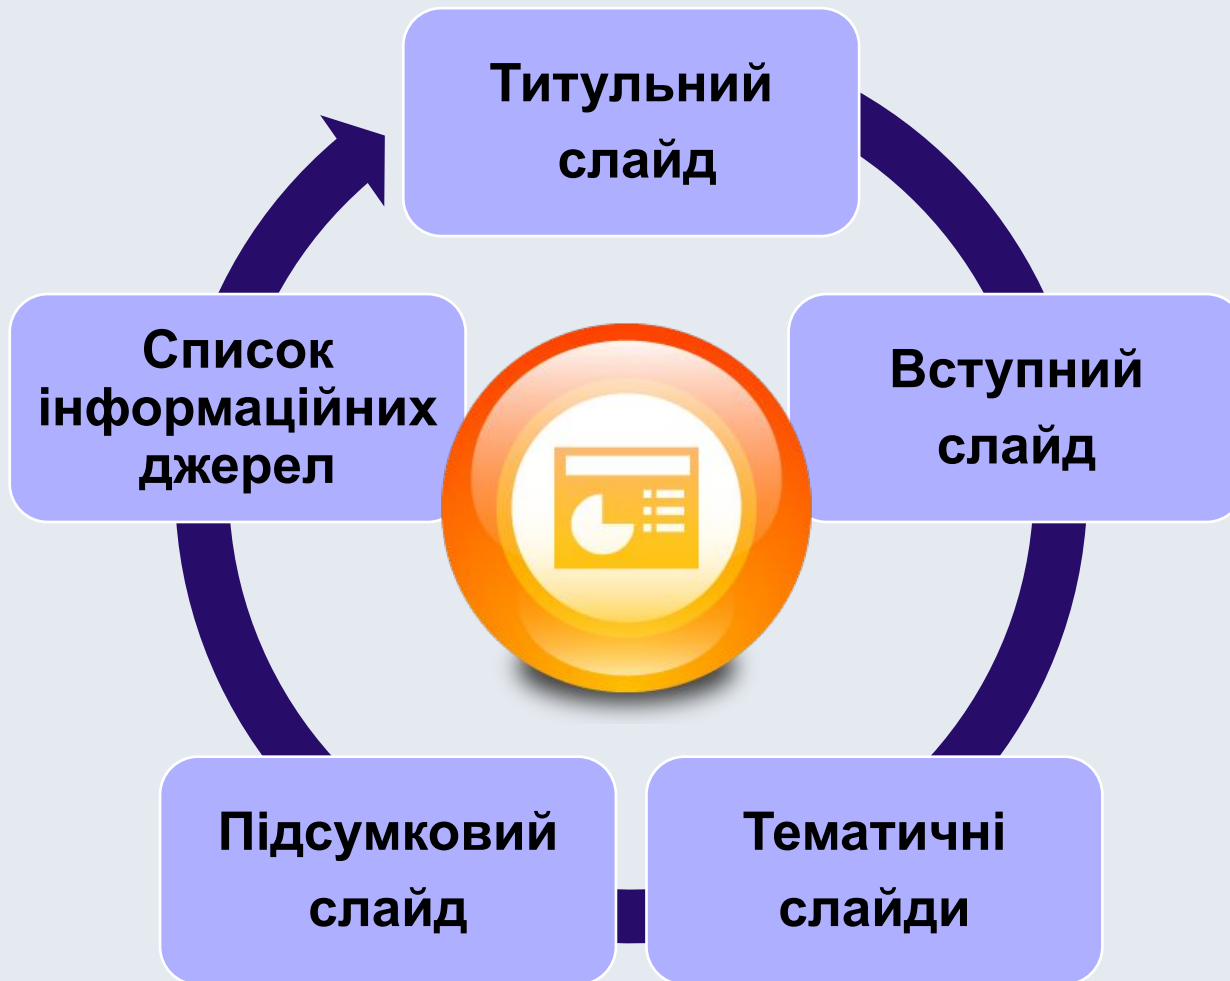 Титульний
слайд
Вступний
слайд
Тематичні
слайди
Підсумковий
слайд
Список
інформаційних
джерел